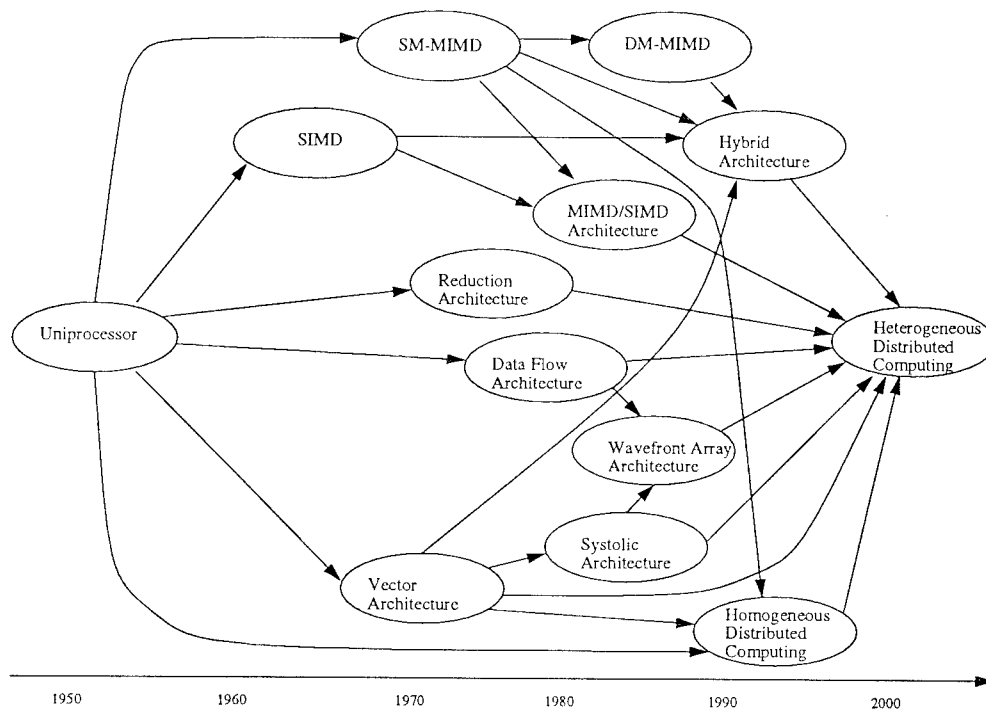 SM-MIMD
DM-MIMD
SIMD
Hybrid
Architecture
MIMD/SIMD
Architecture
Reduction
Architecture
Uniprocessor
Heterogeneous
Distributed
Computing
Data Flow
Architecture
Wavefront Array
Architecture
Systolic
Architecture
Vector
Architecture
Homogeneous
Distributed
Computing
1950 1960 1970 1980 1990 2000